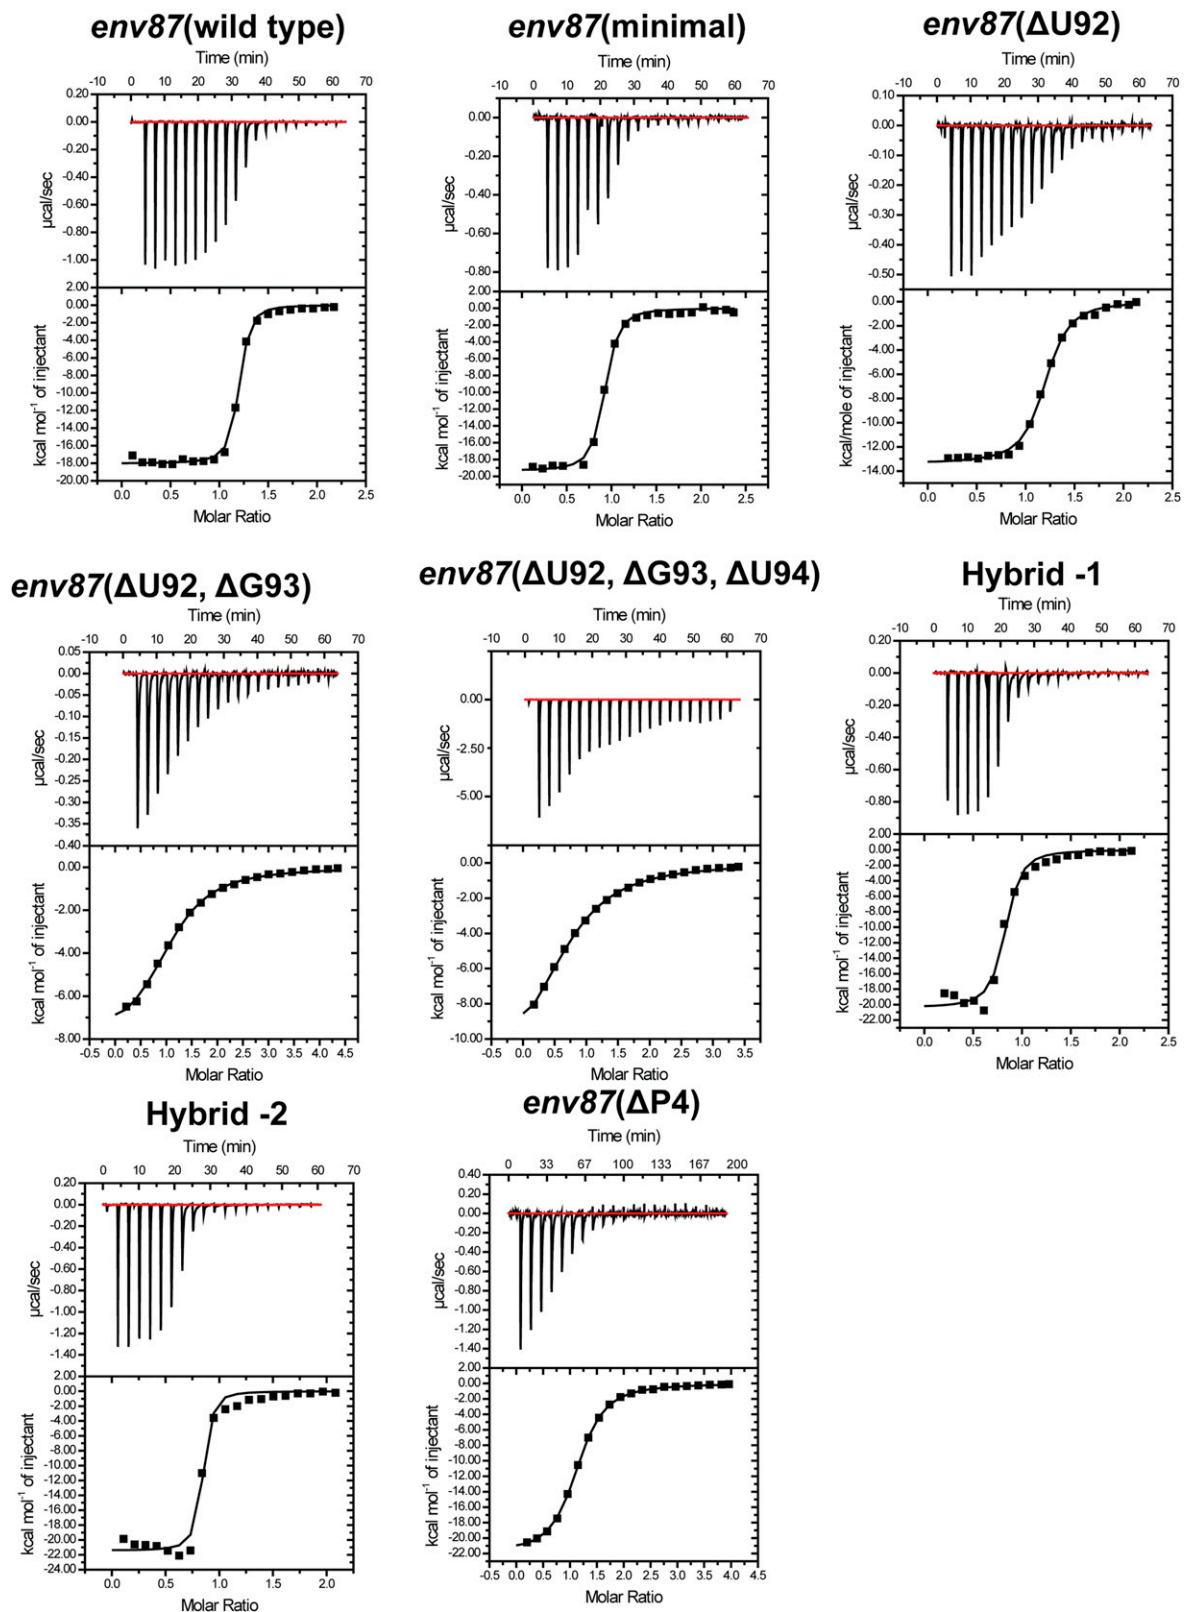 env87(wild type)
Time (min)
-10 0 10 20 30 40 50 60 70
0.20
0.00
-0.20
-0.40
-0.60
-0.80
-1.00
µcal/sec
2.00
0.00
-2.00
-4.00
-6.00
-8.00
-10.00
-12.00
-14.00
-16.00
-18.00
-20.00
kcal mol-1 of injectant
0.0 0.5 1.0 1.5 2.0 2.5
Molar Ratio
env87(minimal)
Time (min)
-10 0 10 20 30 40 50 60 70
0.00
-0.20
-0.40
-0.60
-0.80
µcal/sec
2.00
0.00
-2.00
-4.00
-6.00
-8.00
-10.00
-12.00
-14.00
-16.00
-18.00
-20.00
kcal mol-1 of injectant
0.0 0.5 1.0 1.5 2.0 2.5
Molar Ratio
env87(ΔU92)
Time (min)
-10 0 10 20 30 40 50 60 70
0.10
0.00
-0.10
-0.20
-0.30
-0.40
-0.50
µcal/sec
0.00
-2.00
-4.00
-6.00
-8.00
-10.00
-12.00
-14.00
kcal/mole of injectant
0.0 0.5 1.0 1.5 2.0 2.5
Molar Ratio
env87(ΔU92, ΔG93)
Time (min)
-10 0 10 20 30 40 50 60 70
0.05
0.00
-0.05
-0.10
-0.15
-0.20
-0.25
-0.30
-0.35
-0.40
µcal/sec
0.00
-2.00
-4.00
-6.00
-8.00
kcal mol-1 of injectant
-0.5 0.0 0.5 1.0 1.5 2.0 2.5 3.0 3.5 4.0 4.5
Molar Ratio
env87(ΔU92, ΔG93, ΔU94)
Time (min)
-10 0 10 20 30 40 50 60 70
0.00
-2.50
-5.00
µcal/sec
0.00
-2.00
-4.00
-6.00
-8.00
-10.00
kcal mol-1 of injectant
-0.5 0.0 0.5 1.0 1.5 2.0 2.5 3.0 3.5
Molar Ratio
Hybrid -1
Time (min)
-10 0 10 20 30 40 50 60 70
0.20
0.00
-0.20
-0.40
-0.60
-0.80
µcal/sec
2.00
0.00
-2.00
-4.00
-6.00
-8.00
-10.00
-12.00
-14.00
-16.00
-18.00
-20.00
-22.00
kcal mol-1 of injectant
0.0 0.5 1.0 1.5 2.0 2.5
Molar Ratio
Hybrid -2
Time (min)
0 10 20 30 40 50 60 70
0.20
0.00
-0.20
-0.40
-0.60
-0.80
-1.00
-1.20
-1.40
µcal/sec
2.00
0.00
-2.00
-4.00
-6.00
-8.00
-10.00
-12.00
-14.00
-16.00
-18.00
-20.00
-22.00
-24.00
kcal mol-1 of injectant
0.0 0.5 1.0 1.5 2.0
Molar Ratio
env87(ΔP4)
Time (min)
0 33 67 100 133 167 200
0.40
0.20
0.00
-0.20
-0.40
-0.60
-0.80
-1.00
-1.20
-1.40
µcal/sec
2.00
0.00
-2.00
-4.00
-6.00
-8.00
-10.00
-12.00
-14.00
-16.00
-18.00
-20.00
-22.00
kcal mol-1 of injectant
-0.5 0.0 0.5 1.0 1.5 2.0 2.5 3.0 3.5 4.0 4.5
Molar Ratio